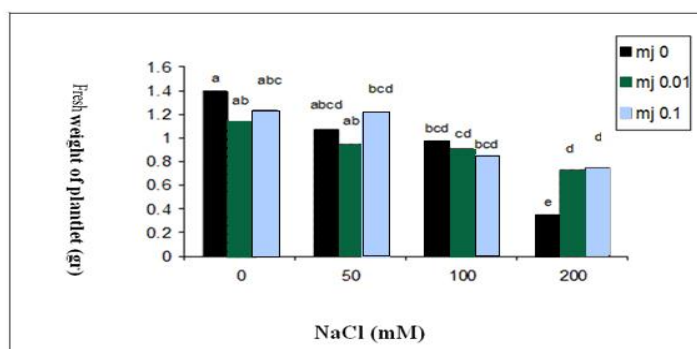 Fresh weight of plantlet (gr)
1.6
1.4
1.2
1
0.8
0.6
0.4
0.2
0
a
ab
abc
abcd
ab
bcd
bcd
cd
bcd
e
d
d
mj 0
mj 0.01
mj 0.1
0 50 100 200
NaCl (mM)